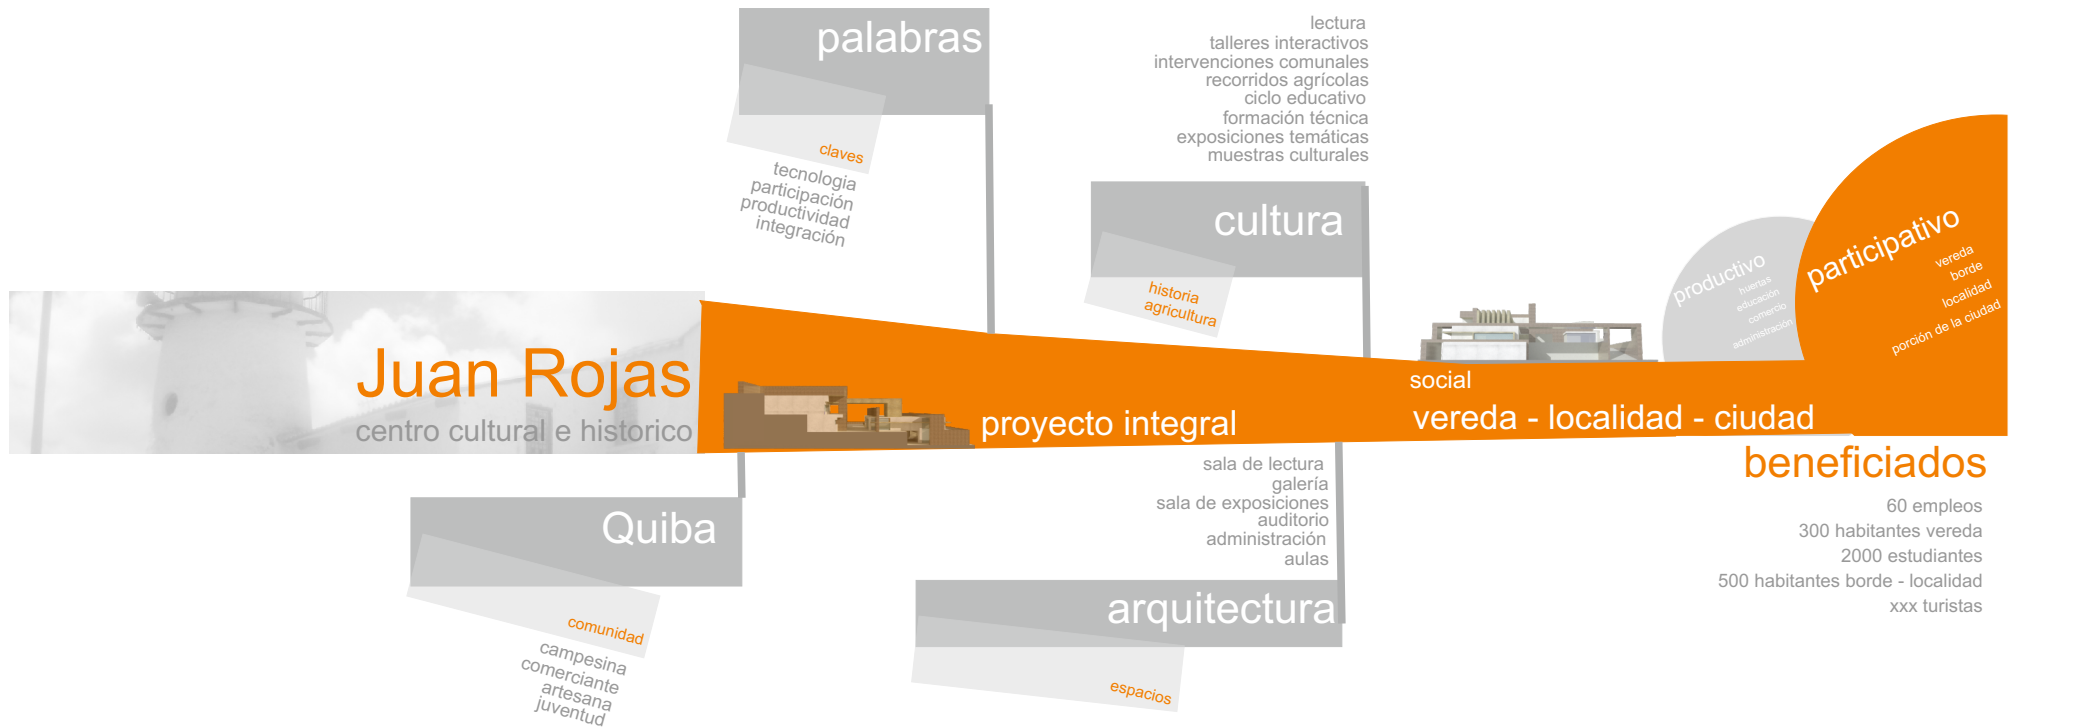 palabras
claves
tecnologia
participación
productividad
integración
lectura
talleres interactivos
intervenciones comunales
recorridos agrícolas
ciclo educativo
formación técnica
exposiciones temáticas
muestras culturales
cultura
historia
agricultura
productivo
huertas
educación
comercio
administración
participativo
vereda
borde
localidad
porción de la ciudad
Juan Rojas
centro cultural e historico
proyecto integral
social
vereda - localidad - ciudad
beneficiados
60 empleos
300 habitantes vereda
2000 estudiantes
500 habitantes borde - localidad
xxx turistas
Quiba
comunidad
campesina
comerciante
artesana
juventud
sala de lectura
galería
sala de exposiciones
auditorio
administración
aulas
arquitectura
espacios